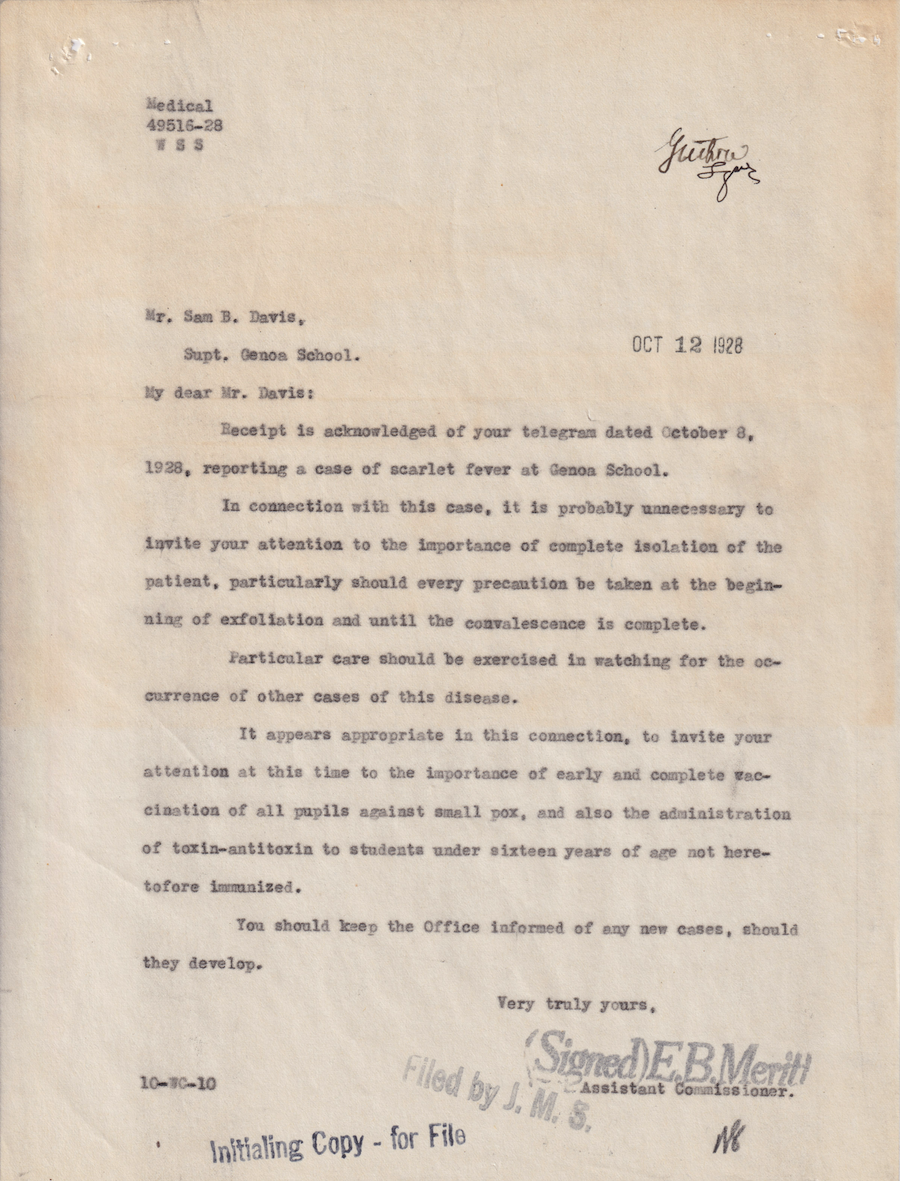 Medical
49516-28
W S S
Mr. Sam B. Davis,
OCT 12 1928
Supt. Genoa School.
My dear Mr. Davis:
Receipt is acknowledged of your telegram dated October 8,
1928, reporting a case of scarlet fever at Genoa School.
In connection with this case, it is probably unnecessary to
invite your attention to the importance of complete isolation of the
patient, particularly should every precaution be taken at the begin-
ning of exfoliation and until the convalescence is complete.
Particular care should be exercised in watching for the oc-
currence of other cases of this disease.
It appears appropriate in this connection, to invite your
attention at this time to the importance of early and complete vac-
cination of all pupils against small pox, and also the administration
of toxin-antitoxin to students under sixteen years of age not here-
tofore immunized.
You should keep the Office informed of any new cases, should
they develop.
Very truly yours,
(Signed) E.B. Meritt
Assistant Commissioner.
10-WC-10
Filed by J. M. S.
Initialing Copy - for File